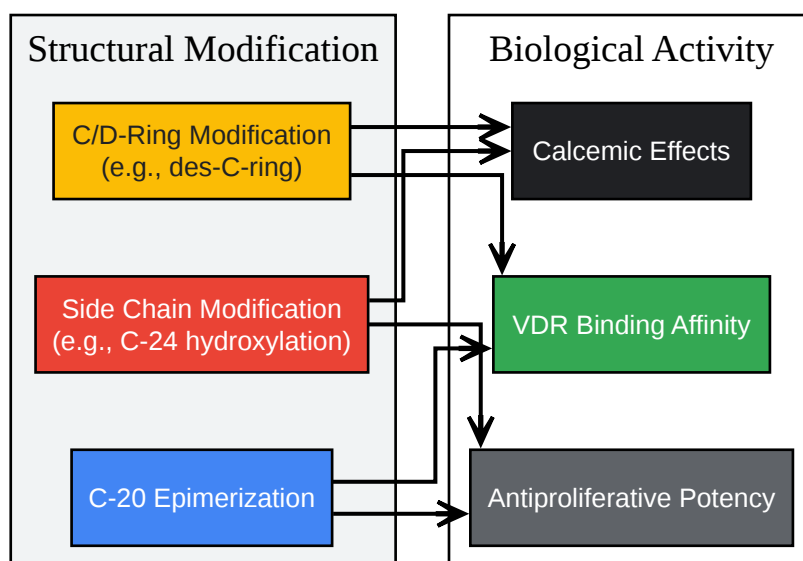 Structural Modification
C/D-Ring Modification
(e.g., des-C-ring)
Side Chain Modification
(e.g., C-24 hydroxylation)
C-20 Epimerization
Biological Activity
Calcemic Effects
VDR Binding Affinity
Antiproliferative Potency